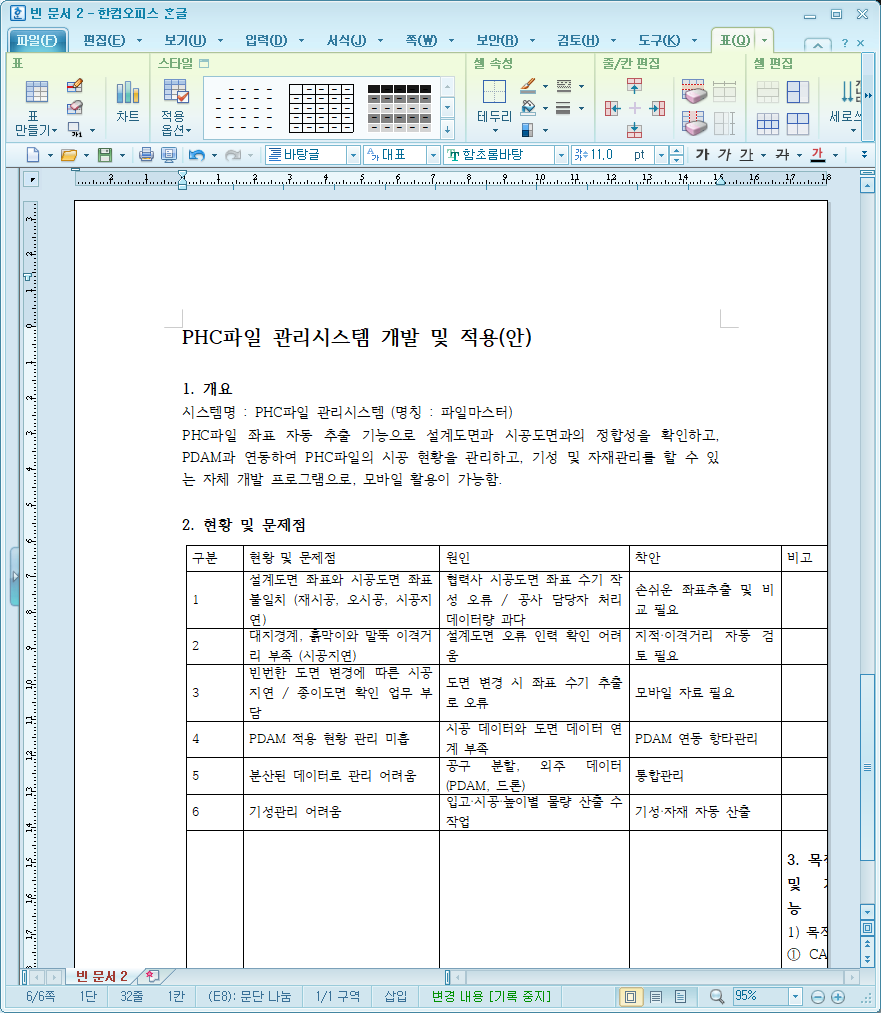 빈 문서 2 - 한컴오피스 한글
파일(F) 편집(E) 보기(U) 입력(D) 서식(J) 쪽(W) 보안(R) 검토(H) 도구(K) 표(Q)
표 스타일 셀 속성 줄/칸 편집 셀 편집
표
만들기
차트
적용
옵션
테두리
바탕글 대표 함초롬바탕 11.0 pt 가 가 가 가 가
PHC파일 관리시스템 개발 및 적용(안)
1. 개요
시스템명 : PHC파일 관리시스템 (명칭 : 파일마스터)
PHC파일 좌표 자동 추출 기능으로 설계도면과 시공도면과의 정합성을 확인하고,
PDAM과 연동하여 PHC파일의 시공 현황을 관리하고, 기성 및 자재관리를 할 수 있
는 자체 개발 프로그램으로, 모바일 활용이 가능함.
2. 현황 및 문제점
구분 현황 및 문제점 원인 착안 비고
1
설계도면 좌표와 시공도면 좌표
불일치 (재시공, 오시공, 시공지
연)
협력사 시공도면 좌표 수기 작
성 오류 / 공사 담당자 처리
데이터량 과다
손쉬운 좌표추출 및 비
교 필요
2
대지경계, 흙막이와 말뚝 이격거
리 부족 (시공지연)
설계도면 오류 인력 확인 어려
움
지적·이격거리 자동 검
토 필요
3
빈번한 도면 변경에 따른 시공
지연 / 종이도면 확인 업무 부
담
도면 변경 시 좌표 수기 추출
로 오류
모바일 자료 필요
4
PDAM 적용 현황 관리 미흡
시공 데이터와 도면 데이터 연
계 부족
PDAM 연동 항타관리
5
분산된 데이터로 관리 어려움
공구 분할, 외주 데이터
(PDAM, 드론)
통합관리
6
기성관리 어려움
입고·시공·높이별 물량 산출 수
작업
기성·자재 자동 산출
3. 목적
및
능
1) 목적
① CA
빈 문서 2
6/6쪽 1단 32줄 1칸 (E8): 문단 나눔 1/1 구역 삽입 변경 내용 [기록 중지] 95%